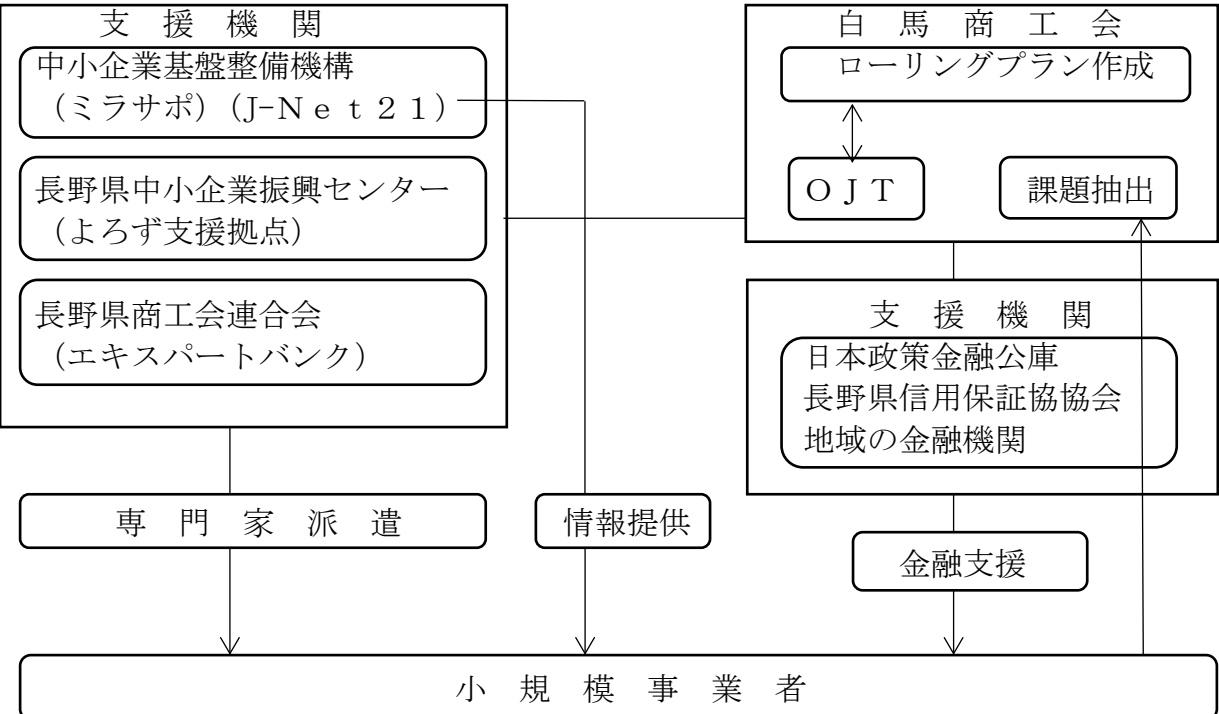 支援機関
中小企業基盤整備機構
(ミラサポ)(J-Net21)
長野県中小企業振興センター
(よろず支援拠点)
長野県商工会連合会
(エキスパートバンク)
白馬商工会
ローリングプラン作成
OJT
課題抽出
支援機関
日本政策金融公庫
長野県信用保証協協会
地域の金融機関
専門家派遣
情報提供
金融支援
小規模事業者